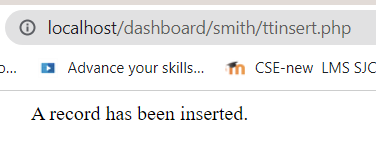 localhost/dashboard/smith/ttinsert.php
o... Advance your skills... CSE-new LMS SJC
A record has been inserted.